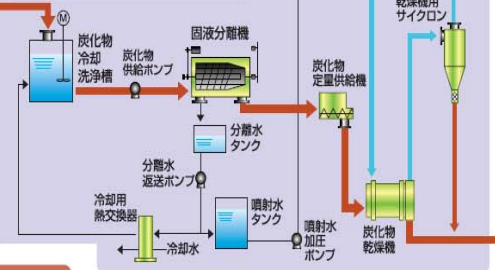 乾燥機用
サイクロン
M
炭化物
冷却
洗浄槽
炭化物
供給ポンプ
固液分離機
炭化物
定量供給機
分離水
タンク
分離水
返送ポンプ
冷却用
熱交換器
冷却水
噴射水
タンク
噴射水
加圧
ポンプ
炭化物
乾燥機